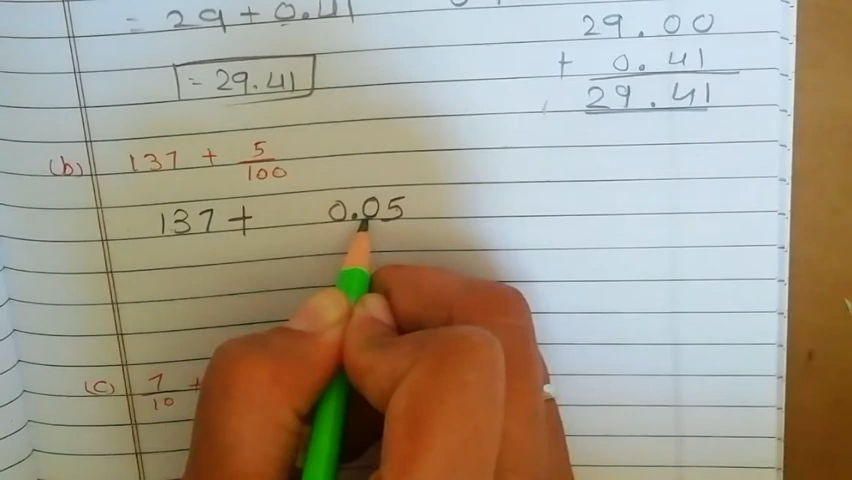 = 29 + 0.41
= 29.41
29.00
+ 0.41
29.41
(b) 137 + 5/100
137 + 0.05
(c) 7/10 +